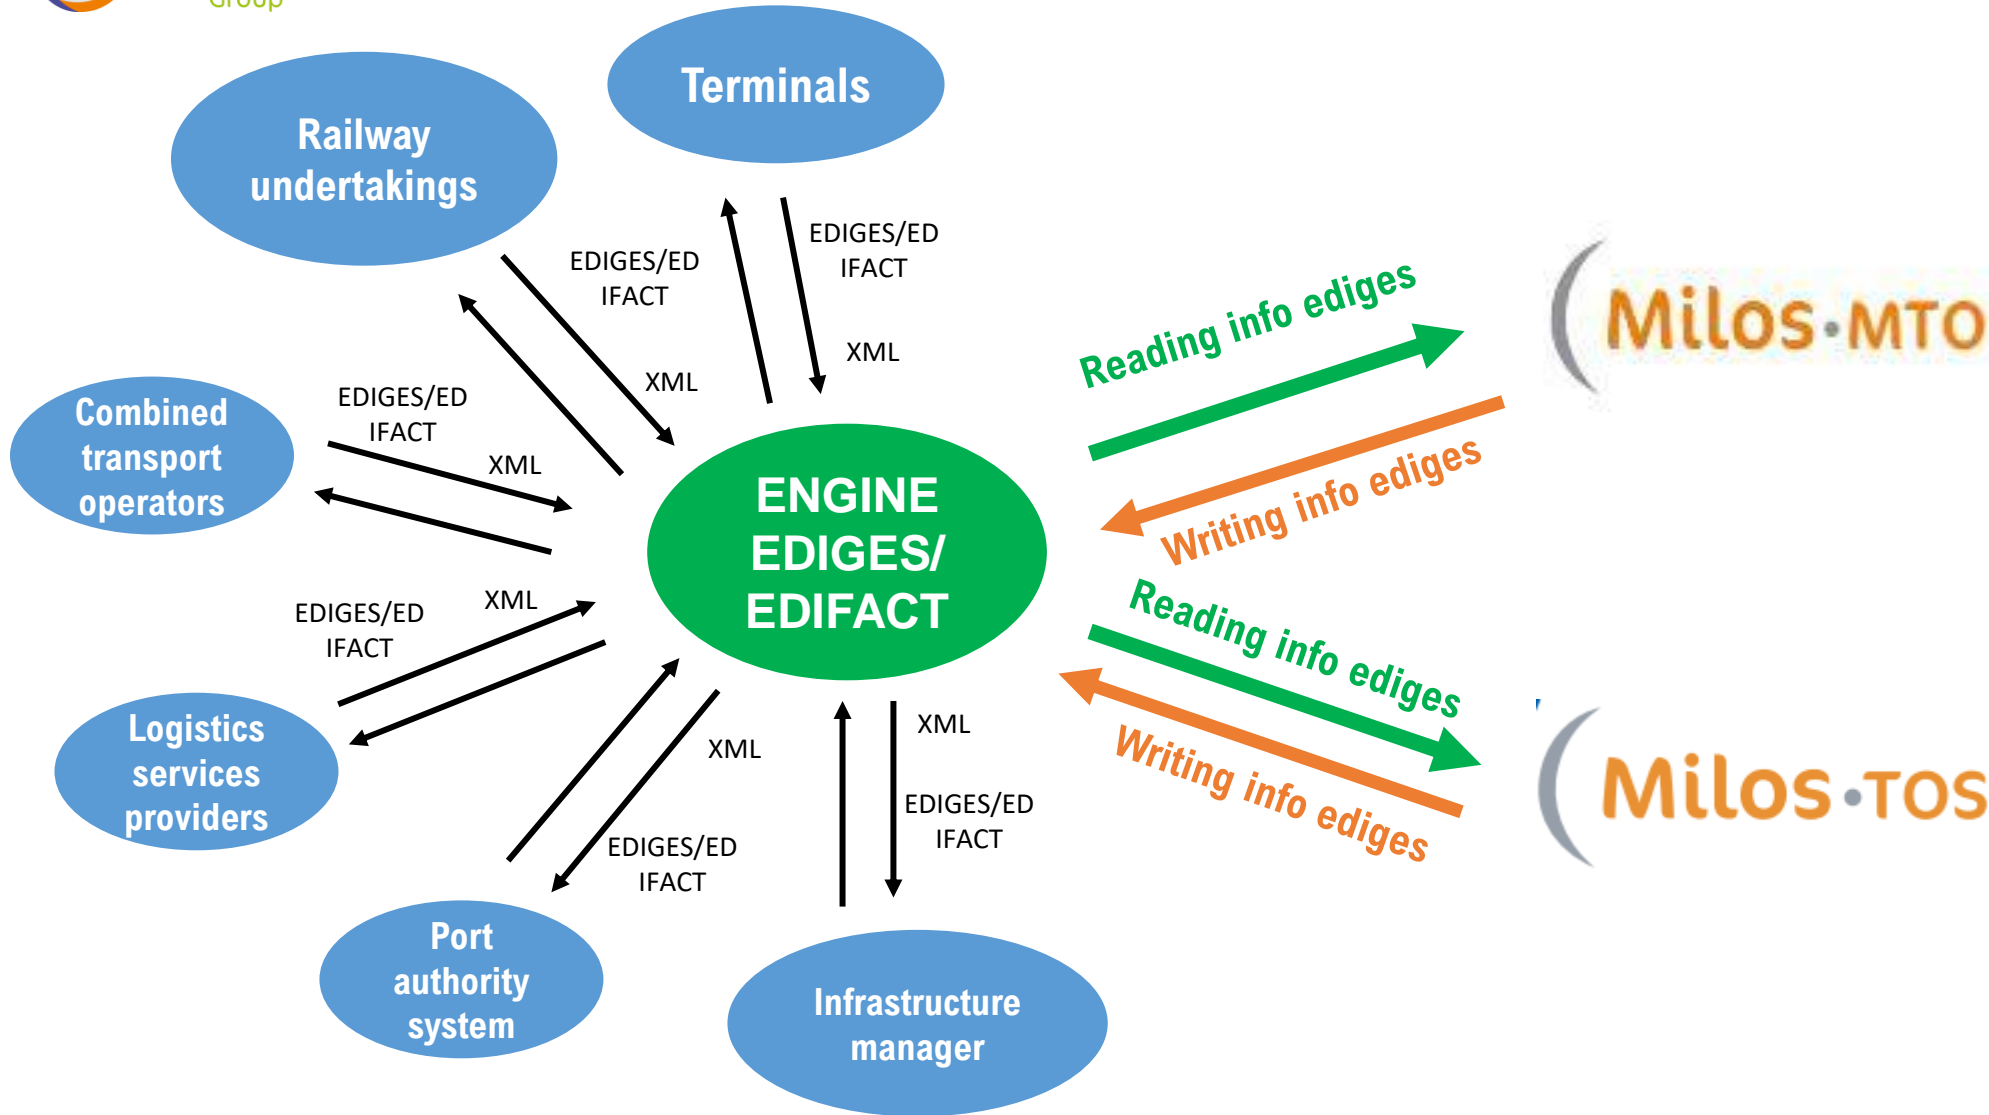 Group
Terminals
Railway
undertakings
EDIGES/ED
IFACT
EDIGES/ED
IFACT
XML
XML
Reading info ediges
Milos·MTO
Combined
transport
operators
EDIGES/ED
IFACT
XML
ENGINE
EDIGES/
EDIFACT
Writing info ediges
Logistics
services
providers
EDIGES/ED
IFACT
XML
Reading info ediges
Writing info ediges
Milos·TOS
XML
EDIGES/ED
IFACT
XML
EDIGES/ED
IFACT
Port
authority
system
Infrastructure
manager